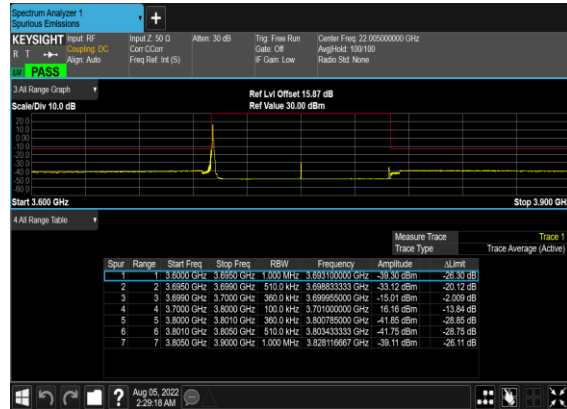 Spectrum Analyzer 1
Spurious Emissions
KEYSIGHT Input: RF Input Z: 50 Ω Atten: 30 dB Trig: Free Run Center Freq: 22.005000000 GHz
R T Coupling: DC Corr CCorr Gate: Off Avg|Hold: 100/100
Align: Auto Freq Ref: Int (S) IF Gain: Low Radio Std: None
PASS
3 All Range Graph
Ref Lvl Offset 15.87 dB
Scale/Div 10.0 dB Ref Value 30.00 dBm
20.0
10.0
0.00
-10.0
-20.0
-30.0
-40.0
-50.0
-60.0
Start 3.600 GHz Stop 3.900 GHz
4 All Range Table
Measure Trace Trace 1
Trace Type Trace Average (Active)
Spur Range Start Freq Stop Freq RBW Frequency Amplitude ΔLimit
1 1 3.6000 GHz 3.6950 GHz 1.000 MHz 3.693100000 GHz -39.30 dBm -26.30 dB
2 2 3.6950 GHz 3.6990 GHz 510.0 kHz 3.698833333 GHz -33.12 dBm -20.12 dB
3 3 3.6990 GHz 3.7000 GHz 360.0 kHz 3.699955000 GHz -15.01 dBm -2.009 dB
4 4 3.7000 GHz 3.8000 GHz 100.0 kHz 3.701000000 GHz 16.16 dBm -13.84 dB
5 5 3.8000 GHz 3.8010 GHz 360.0 kHz 3.800785000 GHz -41.85 dBm -28.85 dB
6 6 3.8010 GHz 3.8050 GHz 510.0 kHz 3.803433333 GHz -41.75 dBm -28.75 dB
7 7 3.8050 GHz 3.9000 GHz 1.000 MHz 3.828116667 GHz -39.11 dBm -26.11 dB
? Aug 05, 2022
2:29:18 AM